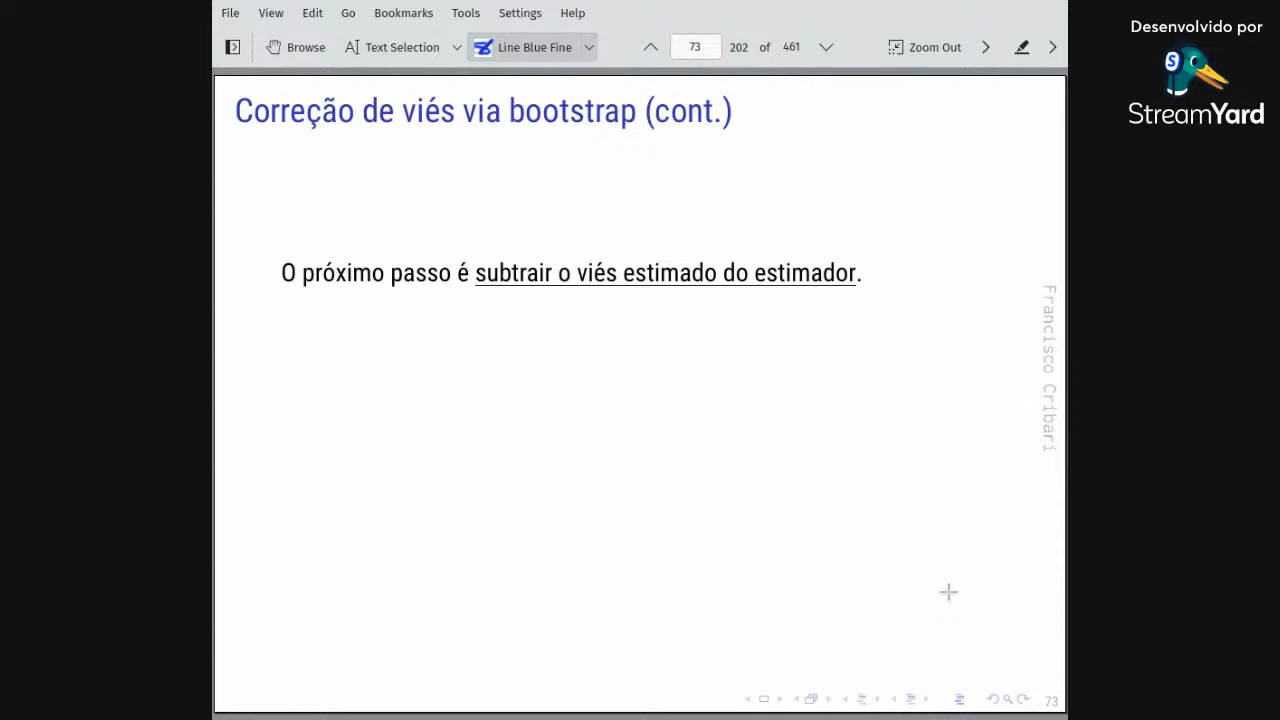 File View Edit Go Bookmarks Tools Settings Help
Desenvolvido por
Browse Text Selection Line Blue Fine 73 202 of 461 Zoom Out
StreamYard
Correção de viés via bootstrap (cont.)
O próximo passo é subtrair o viés estimado do estimador.
Francisco Cribari
73